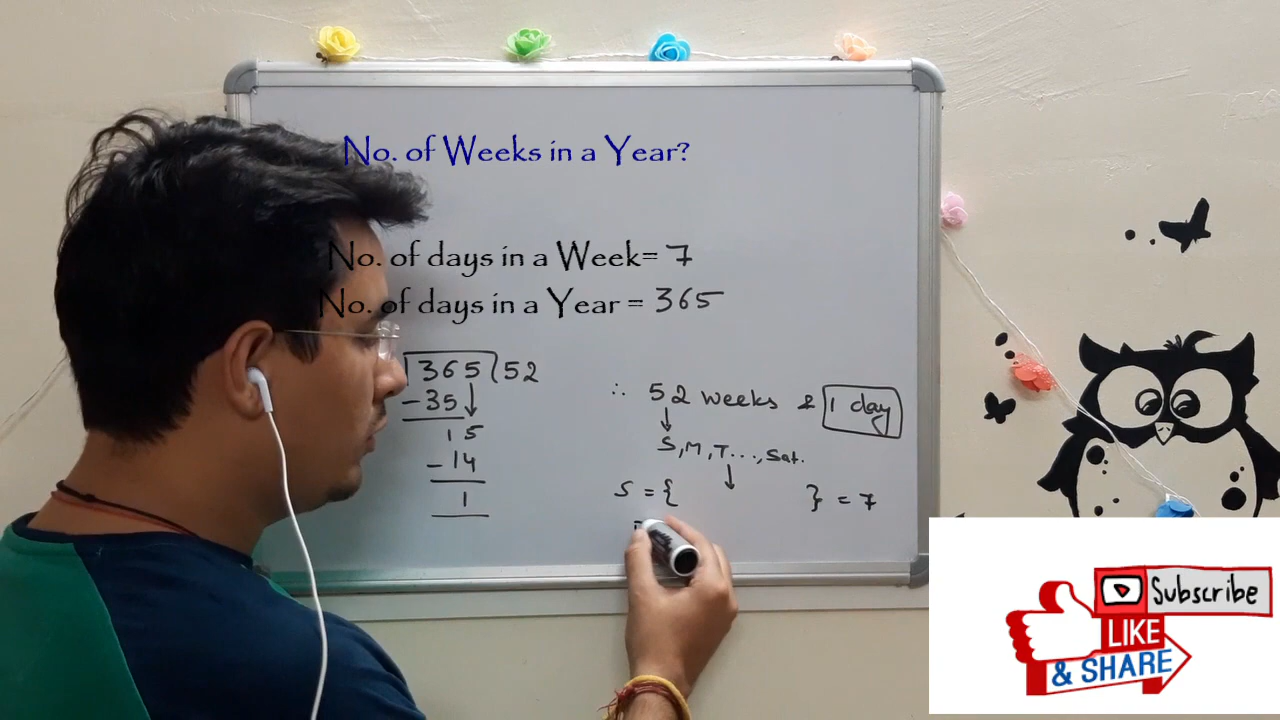 No. of Weeks in a Year?
No. of days in a Week= 7
No. of days in a Year = 365
365 52
-35
15
-14
1
∴ 52 weeks & 1 day
↓
S, M, T..., Sat.
↓
S = { } = 7
Subscribe
LIKE
& SHARE